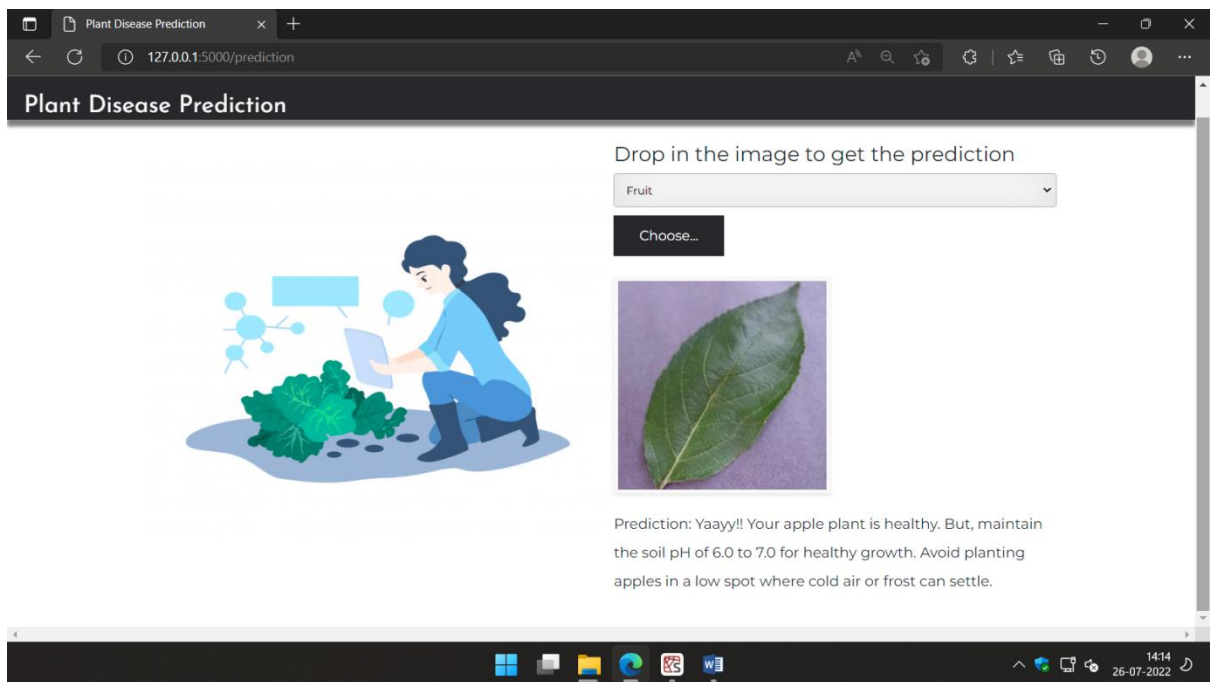 Plant Disease Prediction
127.0.0.1:5000/prediction
Plant Disease Prediction
Drop in the image to get the prediction
Fruit
Choose...
Prediction: Yaayy!! Your apple plant is healthy. But, maintain
the soil pH of 6.0 to 7.0 for healthy growth. Avoid planting
apples in a low spot where cold air or frost can settle.
14:14
26-07-2022